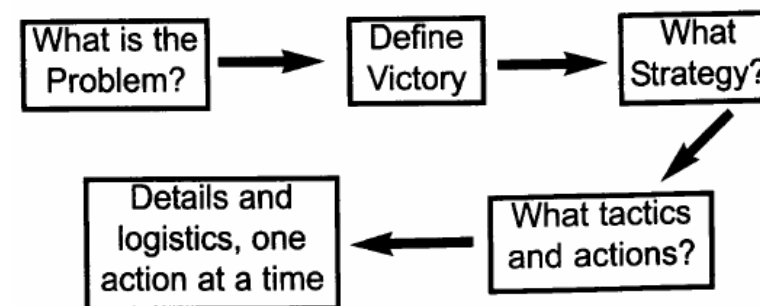 What is the
Problem?
Define
Victory
What
Strategy?
What tactics
and actions?
Details and
logistics, one
action at a time